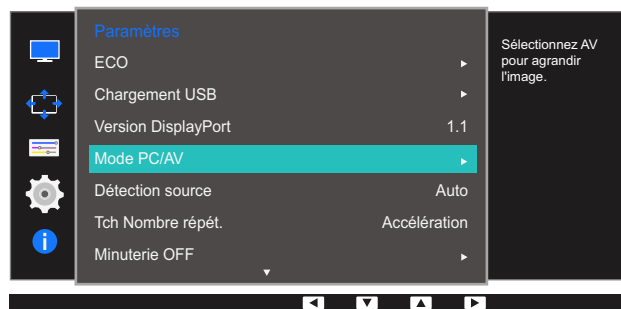 Paramètres
ECO
Chargement USB
Version DisplayPort 1.1
Mode PC/AV
Détection source Auto
Tch Nombre répét. Accélération
Minuterie OFF
Sélectionnez AV
pour agrandir
l'image.